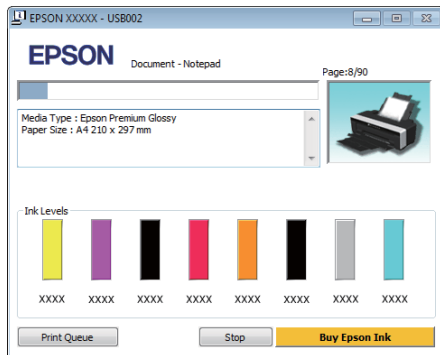 EPSON XXXXX - USB002
EPSON
Document - Notepad
Page:8/90
Media Type : Epson Premium Glossy
Paper Size : A4 210 x 297 mm
Ink Levels
XXXX XXXX XXXX XXXX XXXX XXXX XXXX XXXX
Print Queue Stop Buy Epson Ink